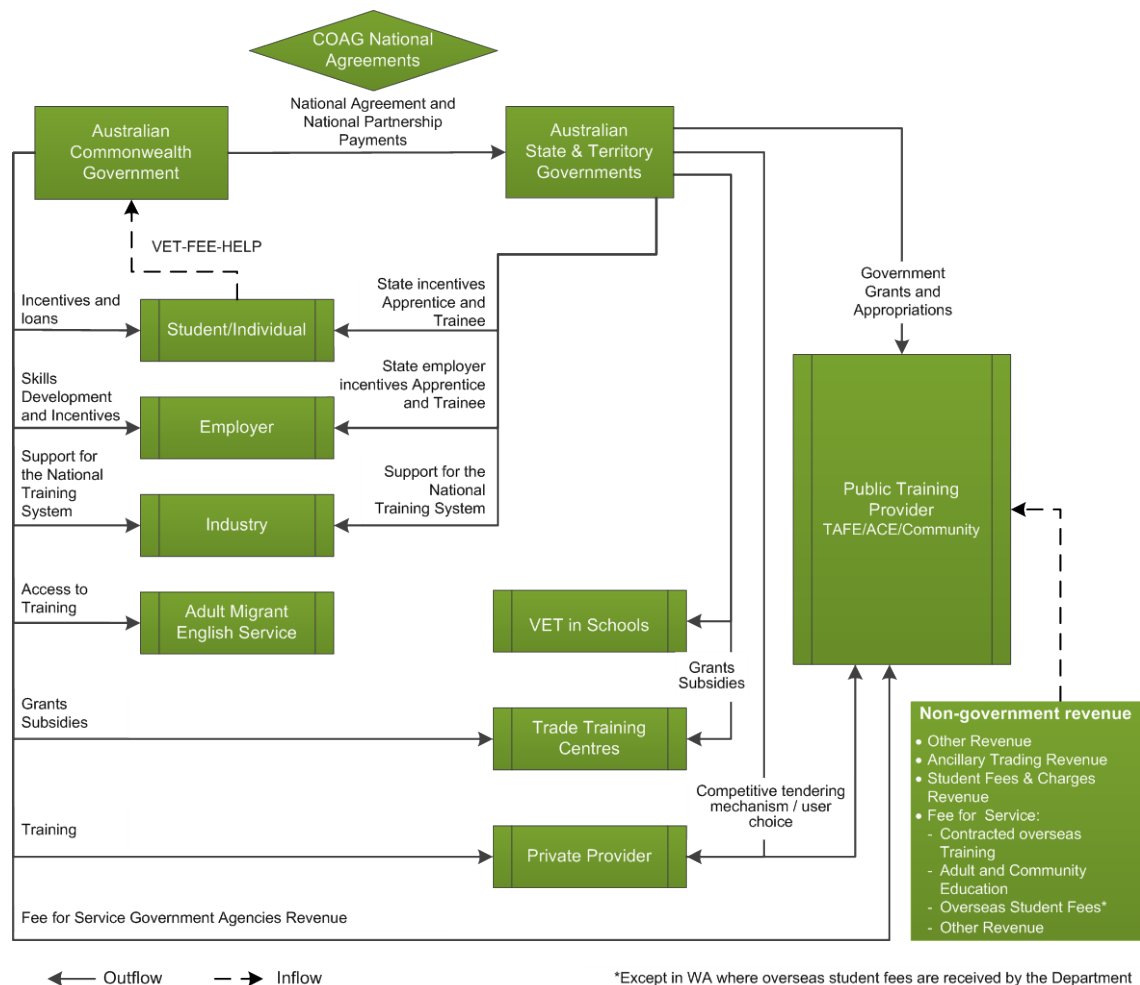 COAG National
Agreements
National Agreement and
National Partnership
Payments
Australian
Commonwealth
Government
Australian
State & Territory
Governments
VET-FEE-HELP
Incentives and
loans
Student/Individual
State incentives
Apprentice and
Trainee
Government
Grants and
Appropriations
Skills
Development
and Incentives
Employer
State employer
incentives Apprentice
and Trainee
Support for
the National
Training
System
Industry
Support for the
National
Training System
Public Training
Provider
TAFE/ACE/Community
Access to
Training
Adult Migrant
English Service
VET in Schools
Grants
Subsidies
Grants
Subsidies
Trade Training
Centres
Competitive tendering
mechanism / user
choice
Training
Private Provider
Fee for Service Government Agencies Revenue
Non-government revenue
• Other Revenue
• Ancillary Trading Revenue
• Student Fees & Charges
Revenue
• Fee for Service:
- Contracted overseas
Training
- Adult and Community
Education
- Overseas Student Fees*
- Other Revenue
Outflow
Inflow
*Except in WA where overseas student fees are received by the Department